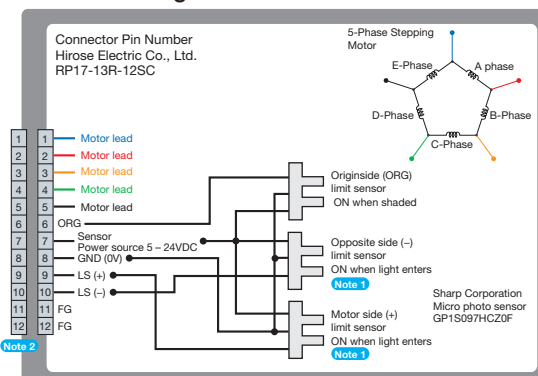 Connector Pin Number
Hirose Electric Co., Ltd.
RP17-13R-12SC
5-Phase Stepping
Motor
E-Phase
A phase
D-Phase
B-Phase
C-Phase
1 1 Motor lead
2 2 Motor lead
3 3 Motor lead
4 4 Motor lead
5 5 Motor lead
6 6 ORG
7 7 Sensor
Power source 5 – 24VDC
8 8 GND (0V)
9 9 LS (+)
10 10 LS (−)
11 11 FG
12 12 FG
Note 2
Originside (ORG)
limit sensor
ON when shaded
Opposite side (−)
limit sensor
ON when light enters
Note 1
Motor side (+)
limit sensor
ON when light enters
Note 1
Sharp Corporation
Micro photo sensor
GP1S097HCZ0F